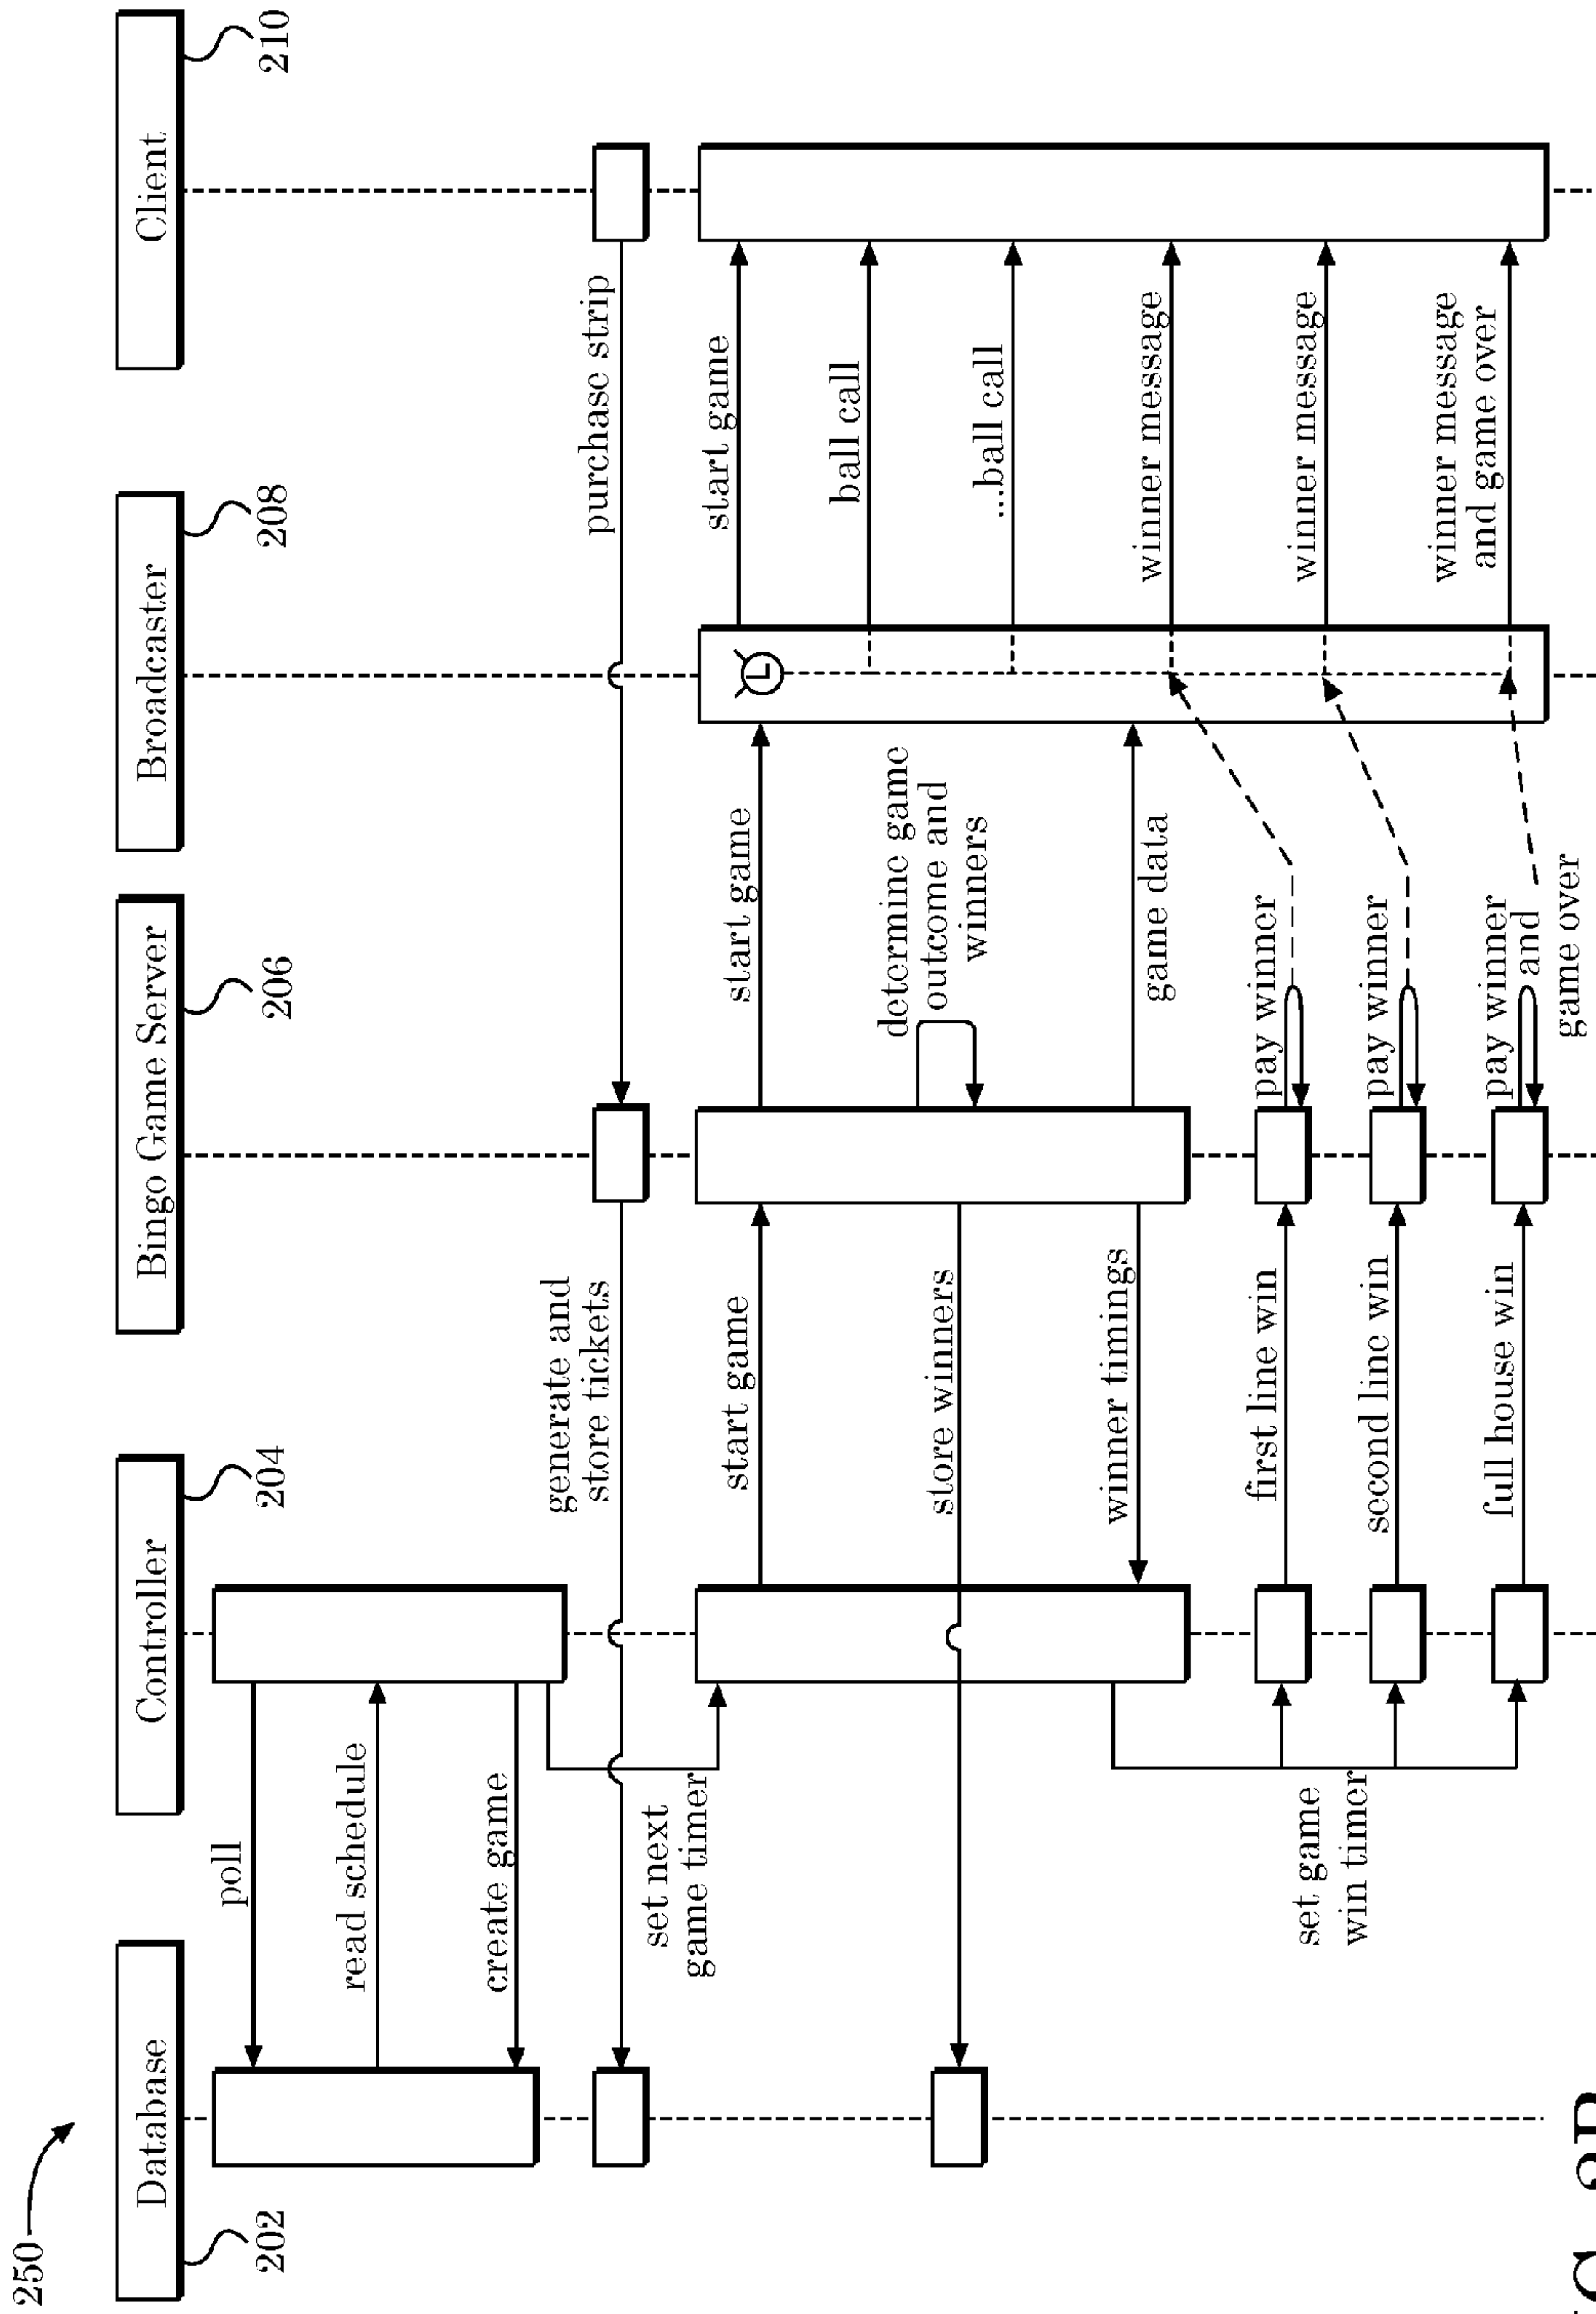 250
Database
Controller
Bingo Game Server
Broadcaster
Client
202
204
206
208
210
poll
read schedule
create game
set next
game timer
generate and
store tickets
purchase strip
start game
start game
start game
ball call
...ball call
determine game
outcome and
winners
store winners
winner timings
game data
set game
win timer
first line win
pay winner
winner message
second line win
pay winner
winner message
full house win
pay winner
and
game over
winner message
and game over